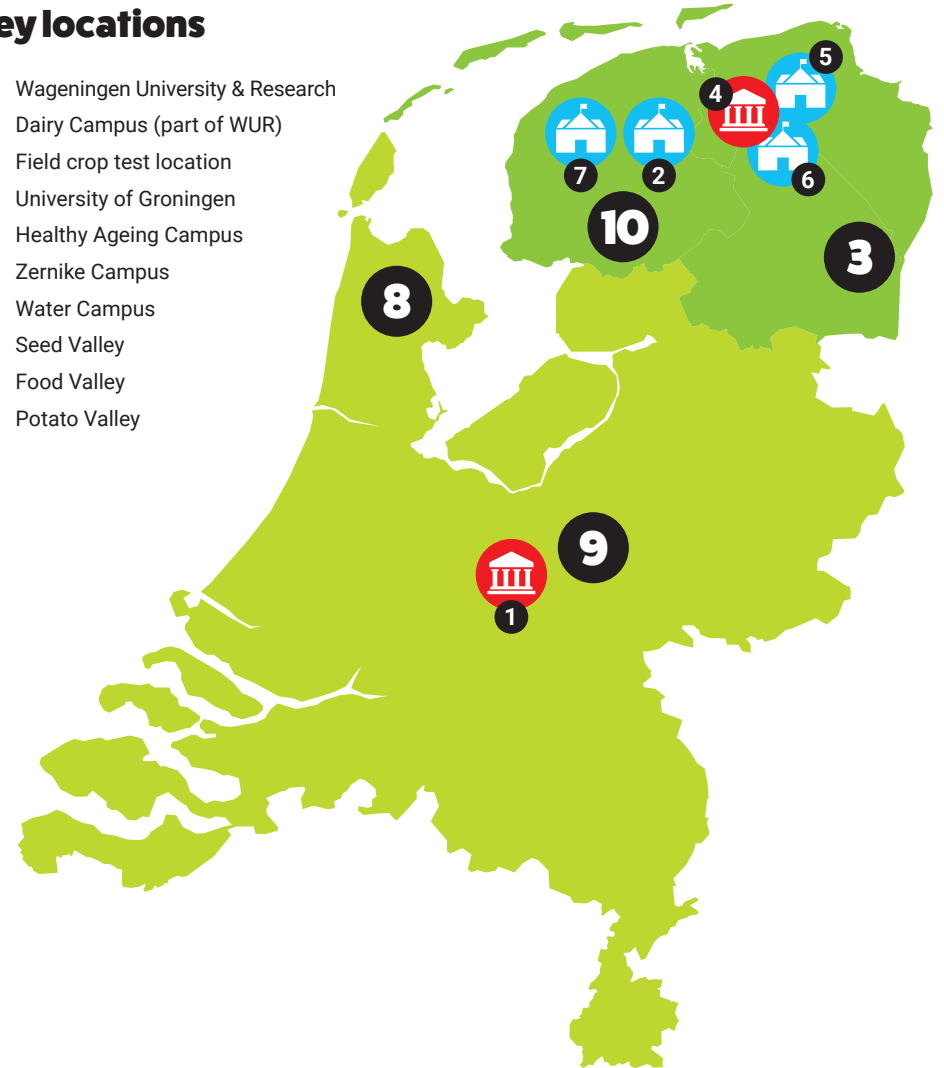 ey locations
Wageningen University & Research
Dairy Campus (part of WUR)
Field crop test location
University of Groningen
Healthy Ageing Campus
Zernike Campus
Water Campus
Seed Valley
Food Valley
Potato Valley
5
4
7
2
6
10
3
8
9
1